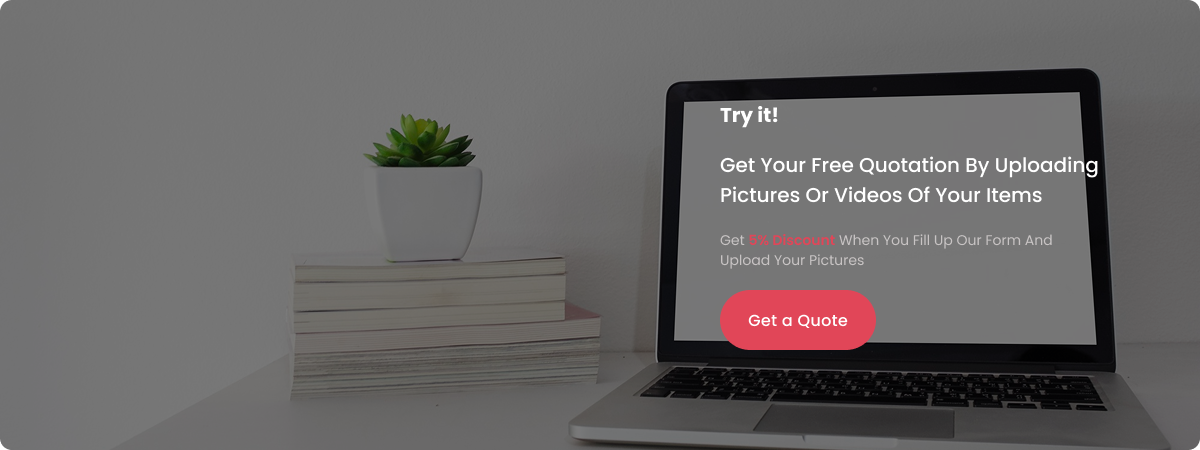 Try it!
Get Your Free Quotation By Uploading
Pictures Or Videos Of Your Items
Get 5% Discount When You Fill Up Our Form And
Upload Your Pictures
Get a Quote